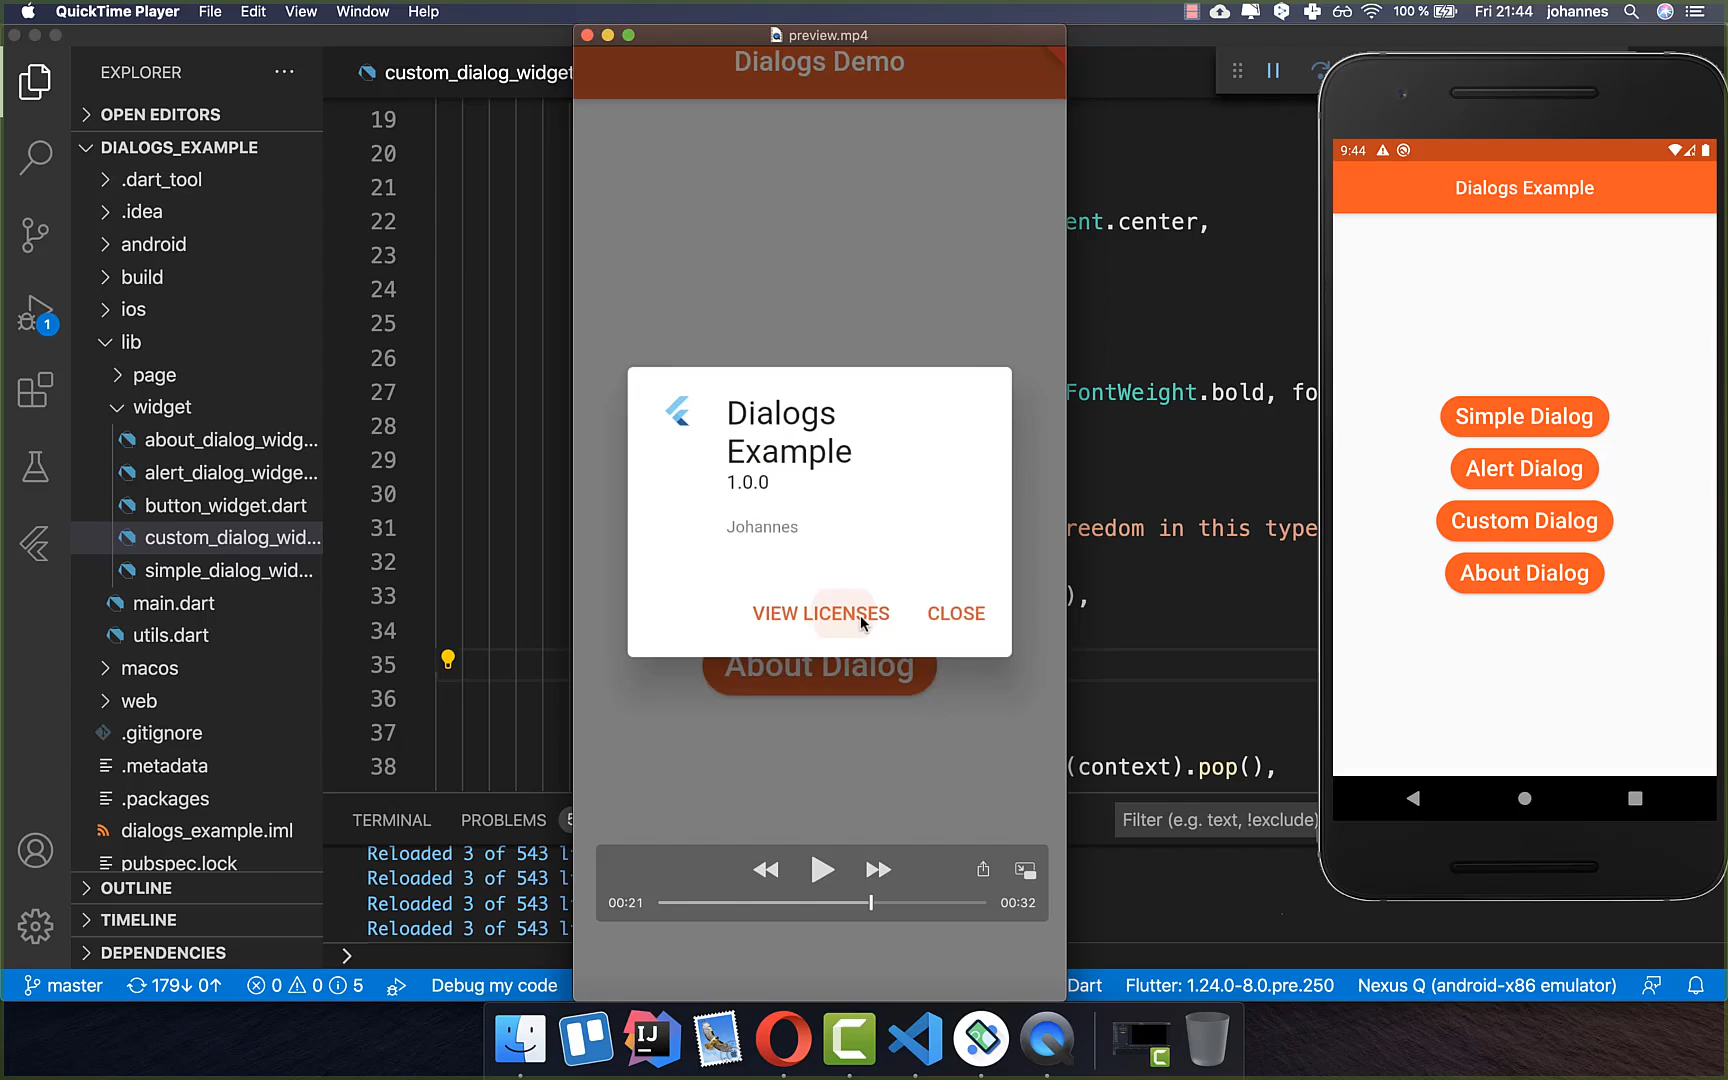 QuickTime Player File Edit View Window Help
100 % Fri 21:44 johannes
preview.mp4
EXPLORER
OPEN EDITORS
DIALOGS_EXAMPLE
.dart_tool
.idea
android
build
ios
lib
page
widget
about_dialog_widg...
alert_dialog_widge...
button_widget.dart
custom_dialog_wid...
simple_dialog_wid...
main.dart
utils.dart
macos
web
.gitignore
.metadata
.packages
dialogs_example.iml
pubspec.lock
OUTLINE
TIMELINE
DEPENDENCIES
1
custom_dialog_widget
19
20
21
22 ent.center,
23
24
25
26
27 FontWeight.bold, fo
28
29
30
31 reedom in this type
32
33 ),
34
35
36
37
38 (context).pop(),
TERMINAL PROBLEMS 5
Filter (e.g. text, !exclude)
Reloaded 3 of 543 l
Reloaded 3 of 543 l
Reloaded 3 of 543 l
Reloaded 3 of 543 l
Dialogs Demo
Dialogs
Example
1.0.0
Johannes
VIEW LICENSES CLOSE
About Dialog
00:21 00:32
9:44
Dialogs Example
Simple Dialog
Alert Dialog
Custom Dialog
About Dialog
master 179↓ 0↑ 0 0 5 Debug my code Dart Flutter: 1.24.0-8.0.pre.250 Nexus Q (android-x86 emulator)
IJ